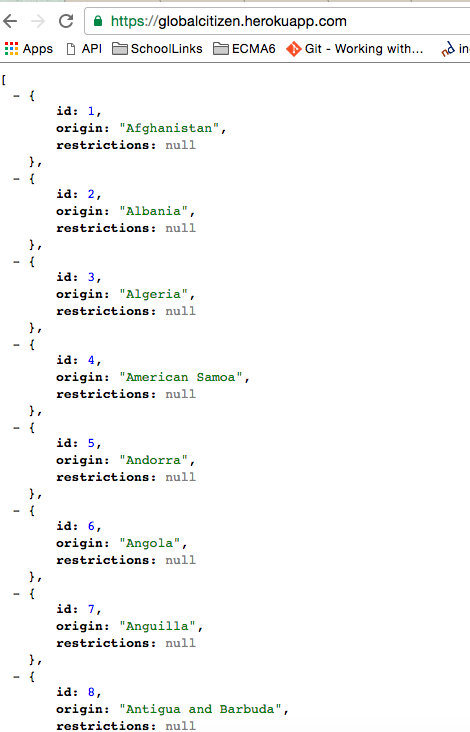 https://globalcitizen.herokuapp.com
Apps API SchoolLinks ECMA6 Git - Working with... in
[
− {
id: 1,
origin: "Afghanistan",
restrictions: null
},
− {
id: 2,
origin: "Albania",
restrictions: null
},
− {
id: 3,
origin: "Algeria",
restrictions: null
},
− {
id: 4,
origin: "American Samoa",
restrictions: null
},
− {
id: 5,
origin: "Andorra",
restrictions: null
},
− {
id: 6,
origin: "Angola",
restrictions: null
},
− {
id: 7,
origin: "Anguilla",
restrictions: null
},
− {
id: 8,
origin: "Antigua and Barbuda",
restrictions: null